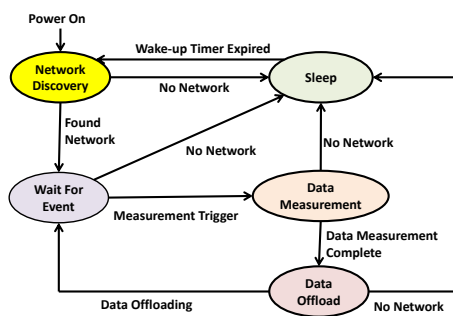 Power On
Wake-up Timer Expired
Network
Discovery
Sleep
No Network
Found
Network
No Network
No Network
Wait For
Event
Data
Measurement
Measurement Trigger
Data Measurement
Complete
Data
Offload
Data Offloading
No Network